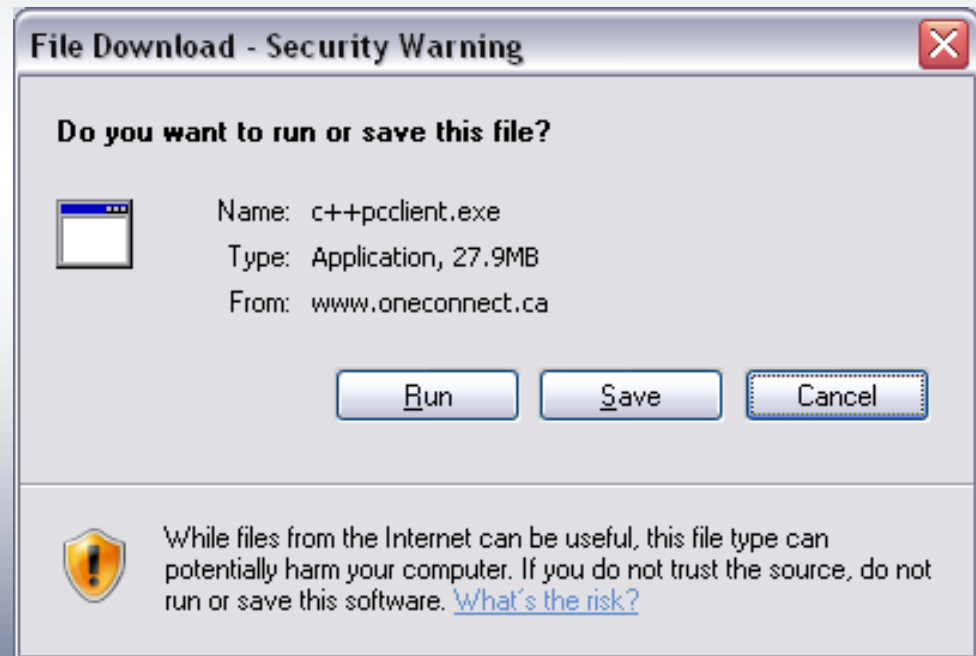 File Download - Security Warning
Do you want to run or save this file?
Name: c++pcclient.exe
Type: Application, 27.9MB
From: www.oneconnect.ca
Run Save Cancel
While files from the Internet can be useful, this file type can
potentially harm your computer. If you do not trust the source, do not
run or save this software. What's the risk?